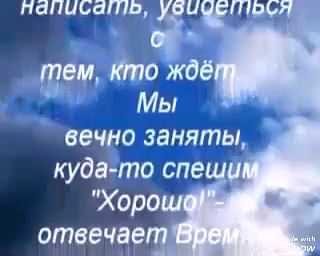 написать, увидеться
с
тем, кто ждёт.
Мы
вечно заняты,
куда-то спешим
"Хорошо!"-
отвечает Врем